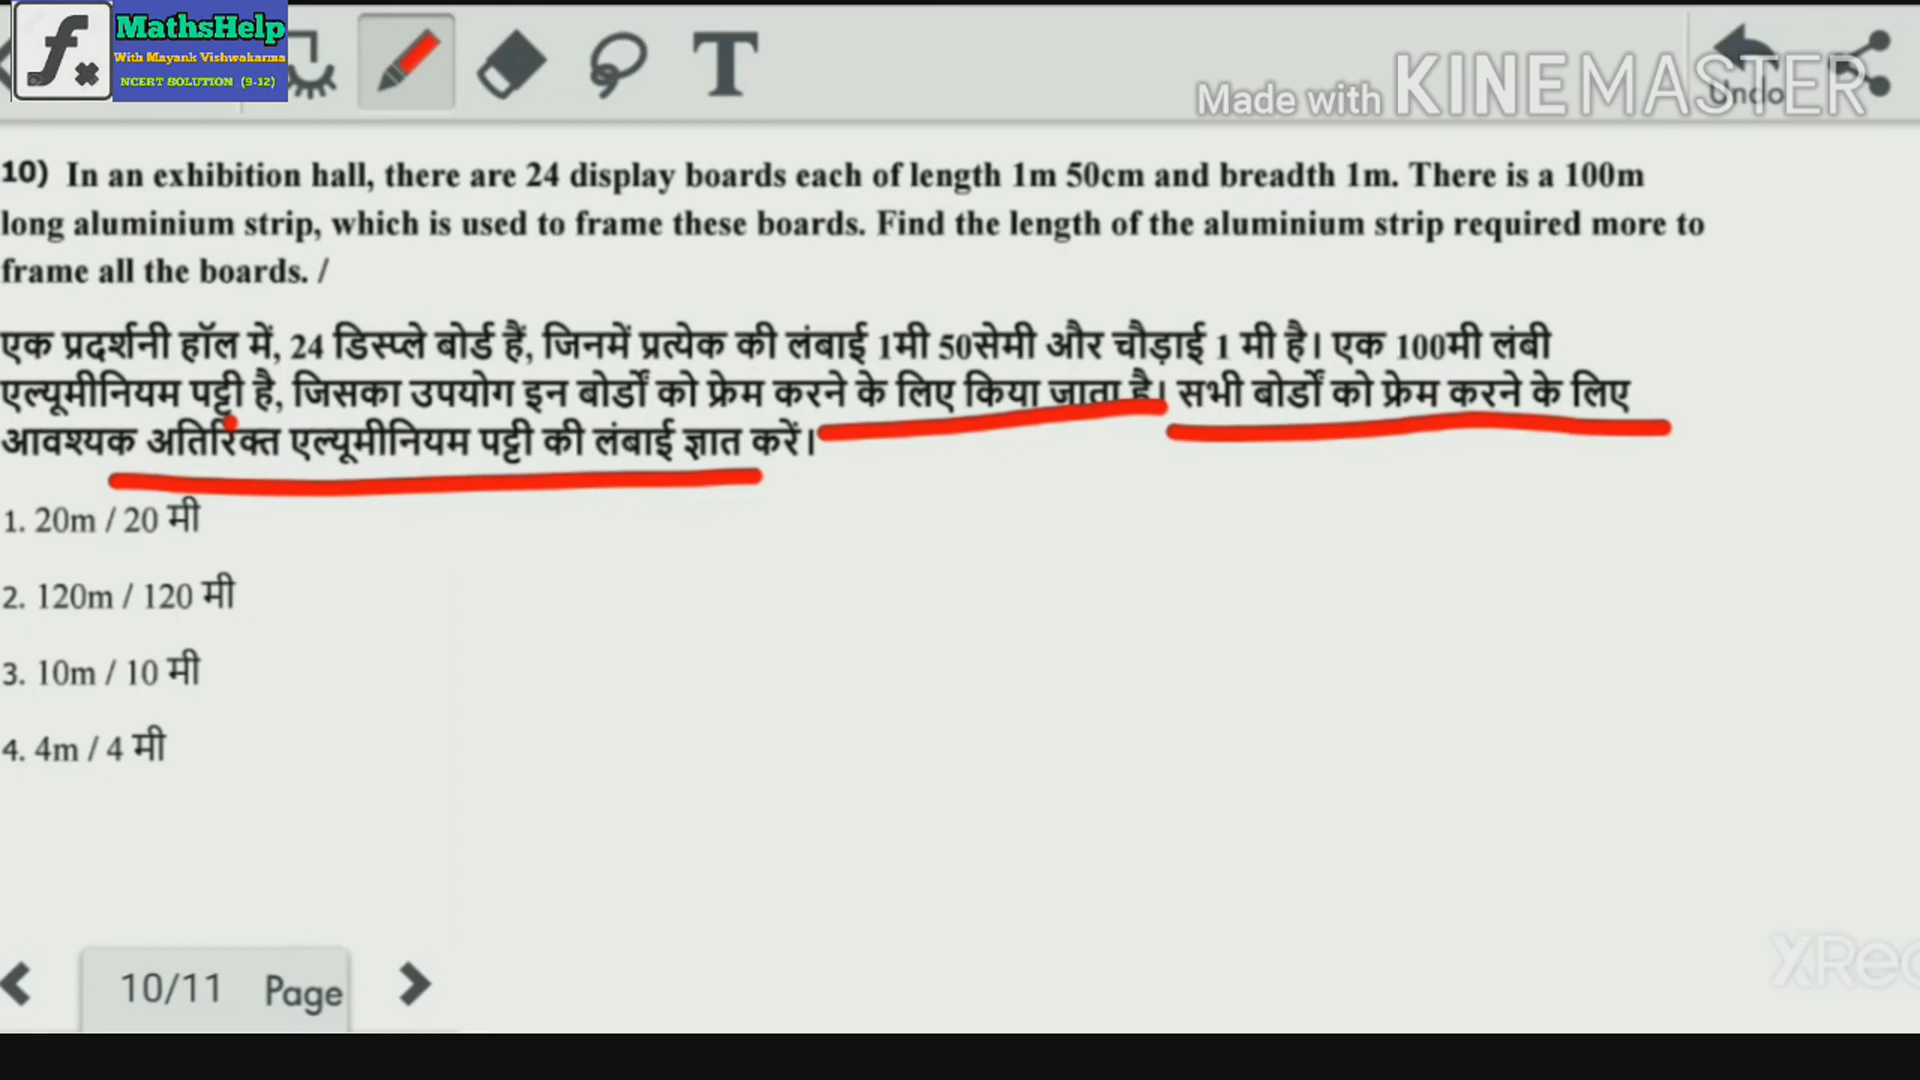 MathsHelp
With Mayank Vishwakarma
NCERT SOLUTION (9-12)
T
Made with KINEMASTER
Undo
10) In an exhibition hall, there are 24 display boards each of length 1m 50cm and breadth 1m. There is a 100m
long aluminium strip, which is used to frame these boards. Find the length of the aluminium strip required more to
frame all the boards. /
एक प्रदर्शनी हॉल में, 24 डिस्प्ले बोर्ड हैं, जिनमें प्रत्येक की लंबाई 1मी 50सेमी और चौड़ाई 1 मी है। एक 100मी लंबी
एल्यूमीनियम पट्टी है, जिसका उपयोग इन बोर्डों को फ्रेम करने के लिए किया जाता है। सभी बोर्डों को फ्रेम करने के लिए
आवश्यक अतिरिक्त एल्यूमीनियम पट्टी की लंबाई ज्ञात करें।
1. 20m / 20 मी
2. 120m / 120 मी
3. 10m / 10 मी
4. 4m / 4 मी
10/11 Page